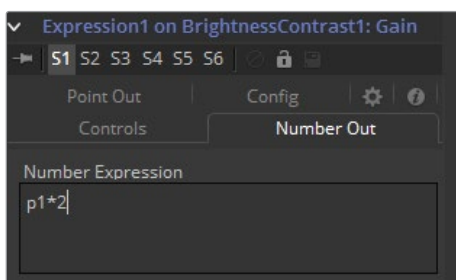 Expression1 on BrightnessContrast1: Gain
S1 S2 S3 S4 S5 S6
Point Out Config
Controls Number Out
Number Expression
p1*2